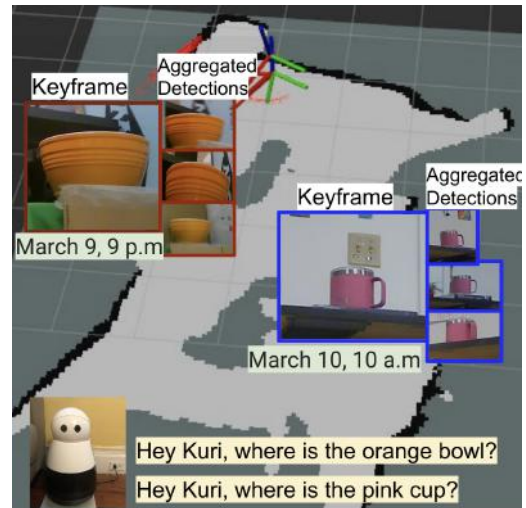 Keyframe
Aggregated
Detections
March 9, 9 p.m
Keyframe
Aggregated
Detections
March 10, 10 a.m
Hey Kuri, where is the orange bowl?
Hey Kuri, where is the pink cup?